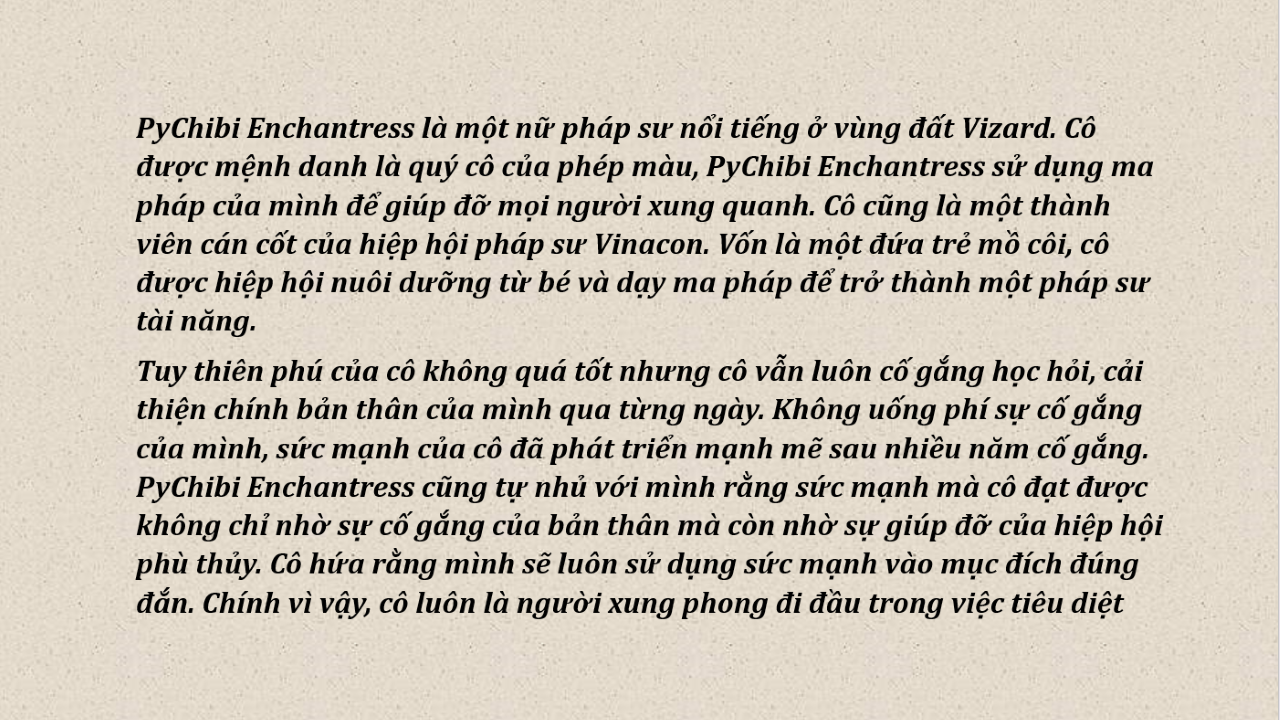 PyChibi Enchantress là một nữ pháp sư nổi tiếng ở vùng đất Vizard. Cô
được mệnh danh là quý cô của phép màu, PyChibi Enchantress sử dụng ma
pháp của mình để giúp đỡ mọi người xung quanh. Cô cũng là một thành
viên cán cốt của hiệp hội pháp sư Vinacon. Vốn là một đứa trẻ mồ côi, cô
được hiệp hội nuôi dưỡng từ bé và dạy ma pháp để trở thành một pháp sư
tài năng.
Tuy thiên phú của cô không quá tốt nhưng cô vẫn luôn cố gắng học hỏi, cải
thiện chính bản thân của mình qua từng ngày. Không uống phí sự cố gắng
của mình, sức mạnh của cô đã phát triển mạnh mẽ sau nhiều năm cố gắng.
PyChibi Enchantress cũng tự nhủ với mình rằng sức mạnh mà cô đạt được
không chỉ nhờ sự cố gắng của bản thân mà còn nhờ sự giúp đỡ của hiệp hội
phù thủy. Cô hứa rằng mình sẽ luôn sử dụng sức mạnh vào mục đích đúng
đắn. Chính vì vậy, cô luôn là người xung phong đi đầu trong việc tiêu diệt